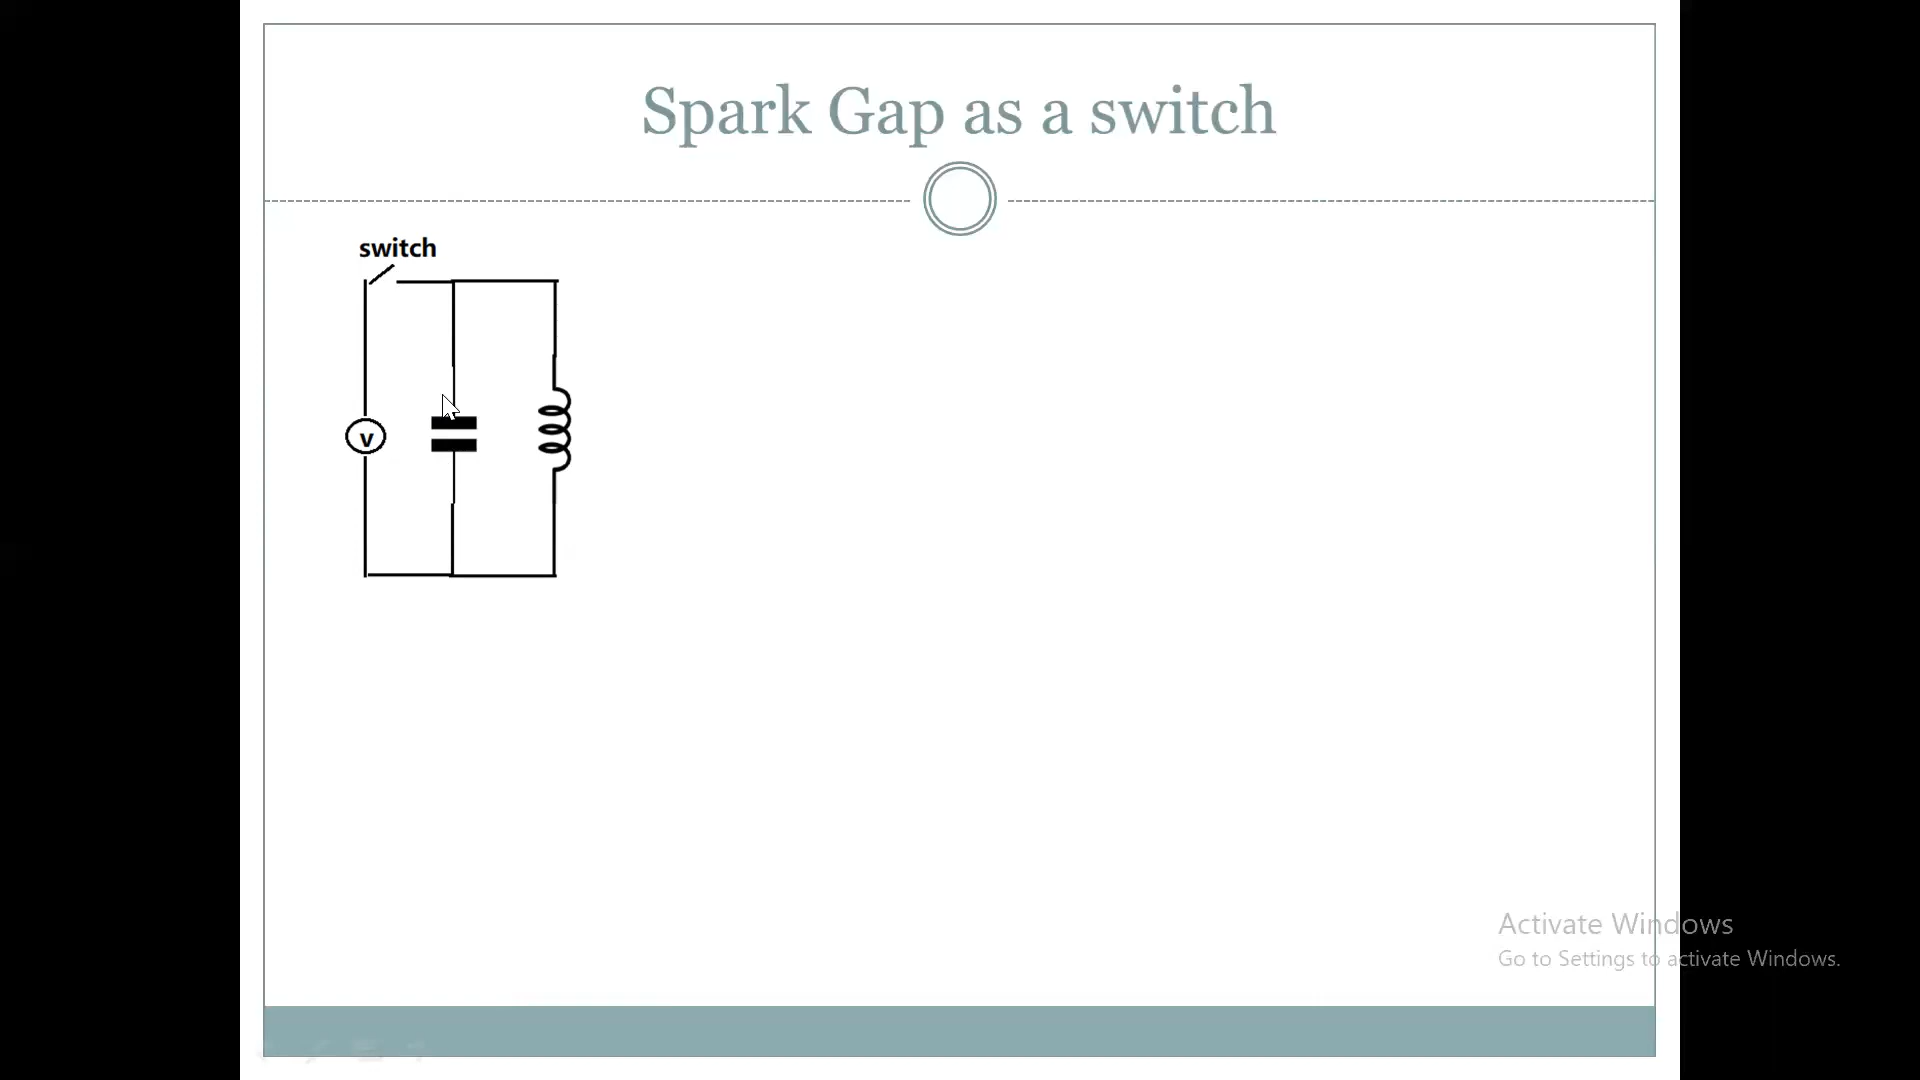 Spark Gap as a switch
switch
v
Activate Windows
Go to Settings to activate Windows.